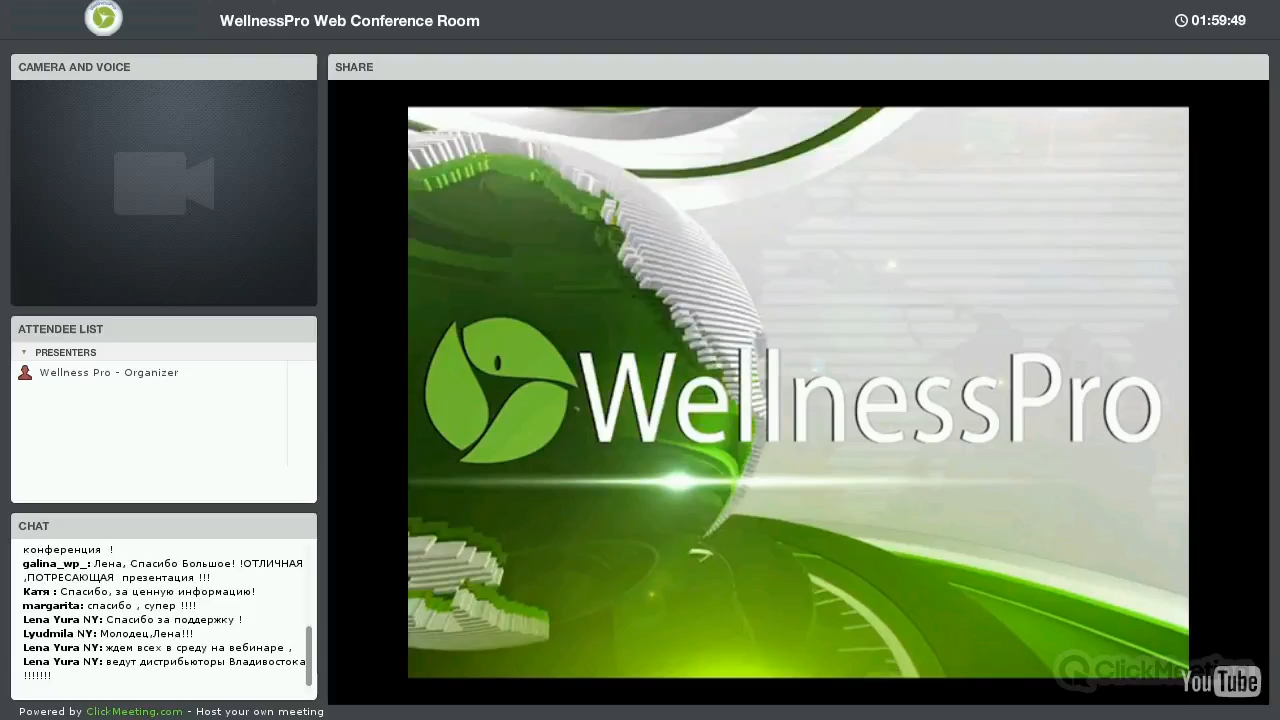 WellnessPro Web Conference Room
01:59:49
CAMERA AND VOICE
SHARE
WellnessPro
ATTENDEE LIST
PRESENTERS
Wellness Pro - Organizer
CHAT
конференция !
galina_wp_: Лена, Спасибо Большое! !ОТЛИЧНАЯ
,ПОТРЕСАЮЩАЯ презентация !!!
Катя : Спасибо, за ценную информацию!
margarita: спасибо , супер !!!!
Lena Yura NY: Спасибо за поддержку !
Lyudmila NY: Молодец,Лена!!!
Lena Yura NY: ждем всех в среду на вебинаре ,
Lena Yura NY: ведут дистрибьюторы Владивостока
!!!!!!!
YouTube
Powered by ClickMeeting.com - Host your own meeting